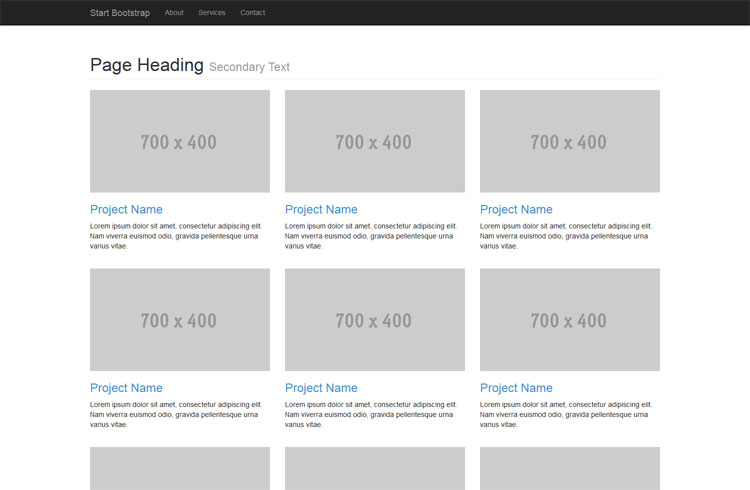 Start Bootstrap About Services Contact
Page Heading Secondary Text
700 x 400
700 x 400
700 x 400
Project Name
Lorem ipsum dolor sit amet, consectetur adipiscing elit.
Nam viverra euismod odio, gravida pellentesque urna
varius vitae.
Project Name
Lorem ipsum dolor sit amet, consectetur adipiscing elit.
Nam viverra euismod odio, gravida pellentesque urna
varius vitae.
Project Name
Lorem ipsum dolor sit amet, consectetur adipiscing elit.
Nam viverra euismod odio, gravida pellentesque urna
varius vitae.
700 x 400
700 x 400
700 x 400
Project Name
Lorem ipsum dolor sit amet, consectetur adipiscing elit.
Nam viverra euismod odio, gravida pellentesque urna
varius vitae.
Project Name
Lorem ipsum dolor sit amet, consectetur adipiscing elit.
Nam viverra euismod odio, gravida pellentesque urna
varius vitae.
Project Name
Lorem ipsum dolor sit amet, consectetur adipiscing elit.
Nam viverra euismod odio, gravida pellentesque urna
varius vitae.